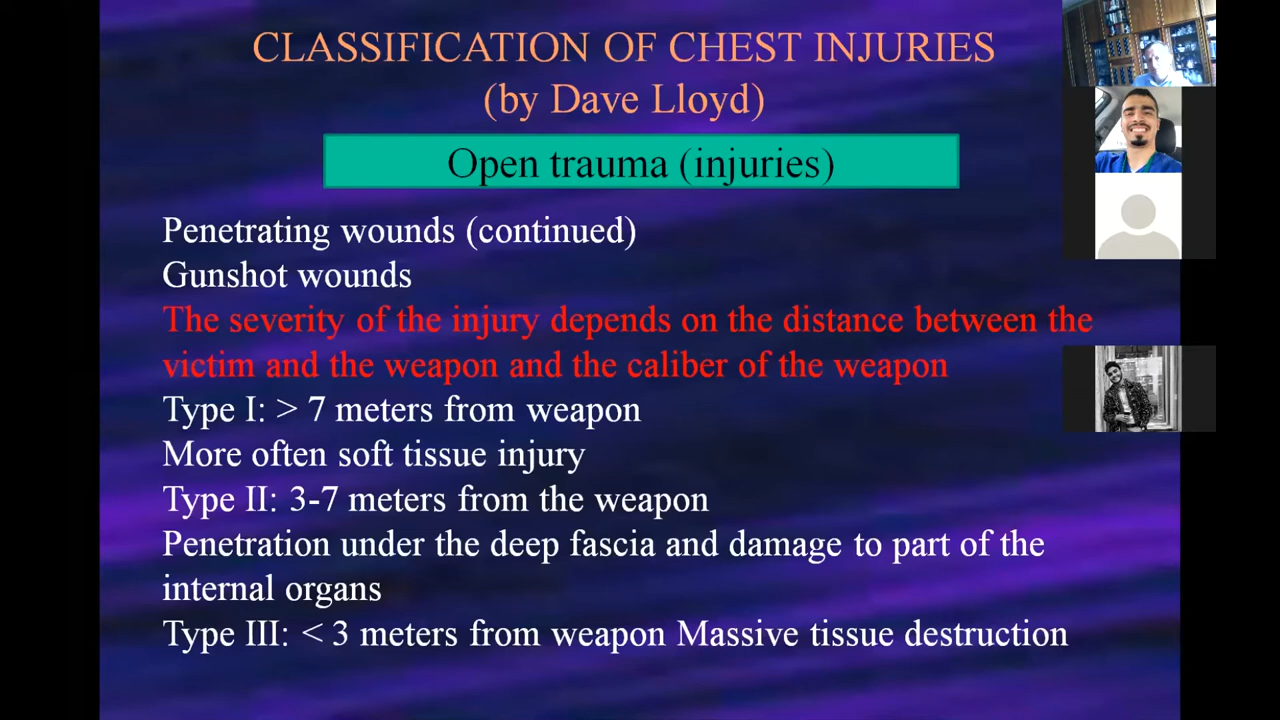 CLASSIFICATION OF CHEST INJURIES
(by Dave Lloyd)
Open trauma (injuries)
Penetrating wounds (continued)
Gunshot wounds
The severity of the injury depends on the distance between the
victim and the weapon and the caliber of the weapon
Type I: > 7 meters from weapon
More often soft tissue injury
Type II: 3-7 meters from the weapon
Penetration under the deep fascia and damage to part of the
internal organs
Type III: < 3 meters from weapon Massive tissue destruction